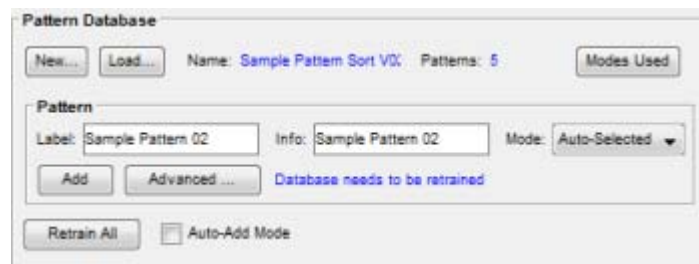 Pattern Database
New... Load... Name: Sample Pattern Sort Patterns: 5 Modes Used
Pattern
Label: Sample Pattern 02 Info: Sample Pattern 02 Mode: Auto-Selected
Add Advanced ... Database needs to be retrained
Retrain All Auto-Add Mode